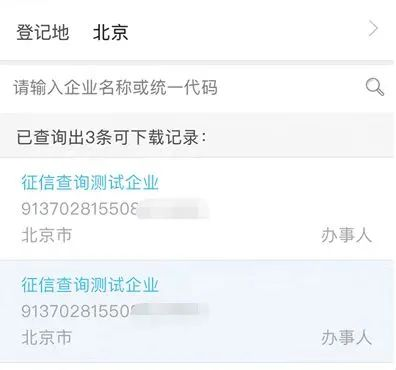 登记地 北京
请输入企业名称或统一代码
已查询出3条可下载记录：
征信查询测试企业
913702815508
北京市 办事人
征信查询测试企业
91370281550
北京市 办事人